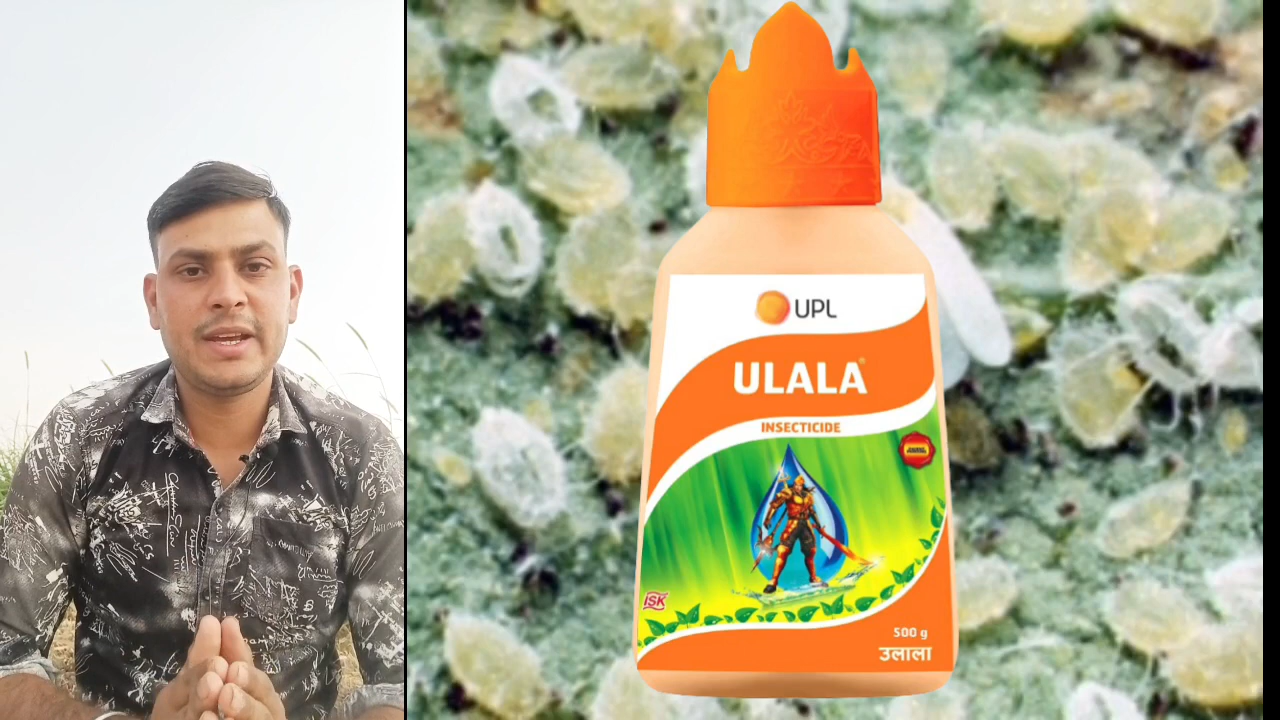 UPL
ULALA
INSECTICIDE
ISK
500 g
उलाला